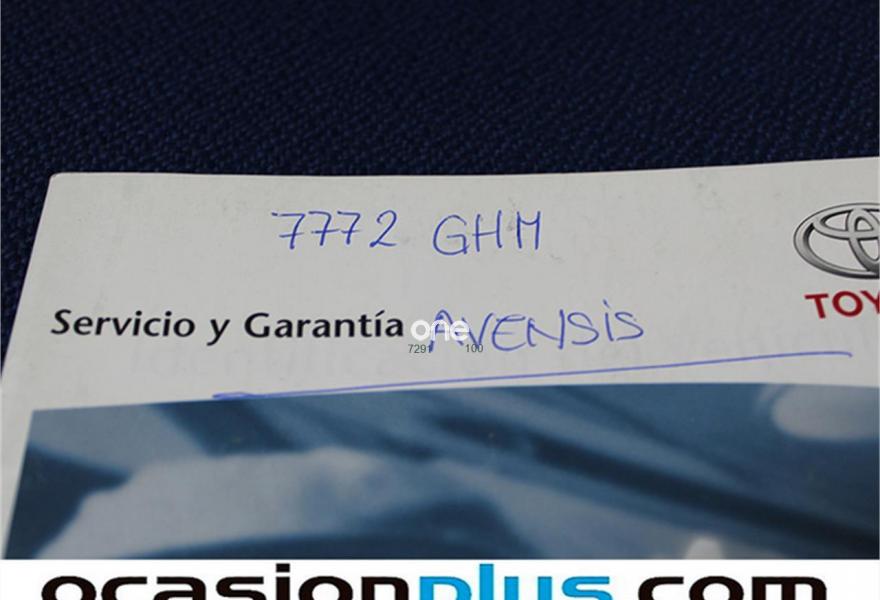 7772 GHM
TOY
Servicio y Garantía AVENSIS
one
7291 100
ocasionplus.com